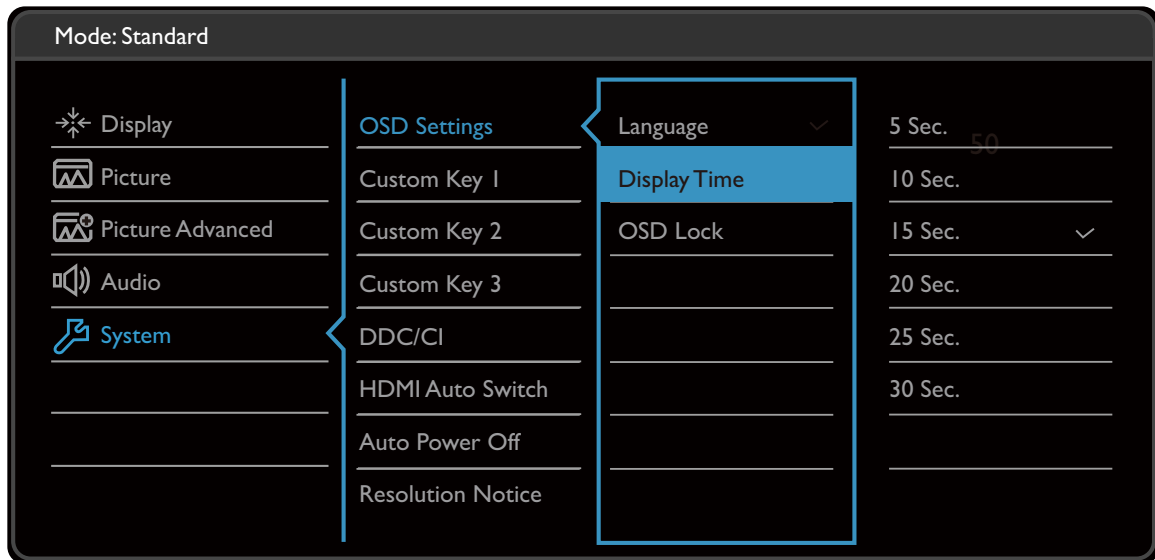 Mode: Standard
Display
Picture
Picture Advanced
Audio
System
OSD Settings
Custom Key 1
Custom Key 2
Custom Key 3
DDC/CI
HDMI Auto Switch
Auto Power Off
Resolution Notice
Language
Display Time
OSD Lock
5 Sec.
50
10 Sec.
15 Sec.
20 Sec.
25 Sec.
30 Sec.